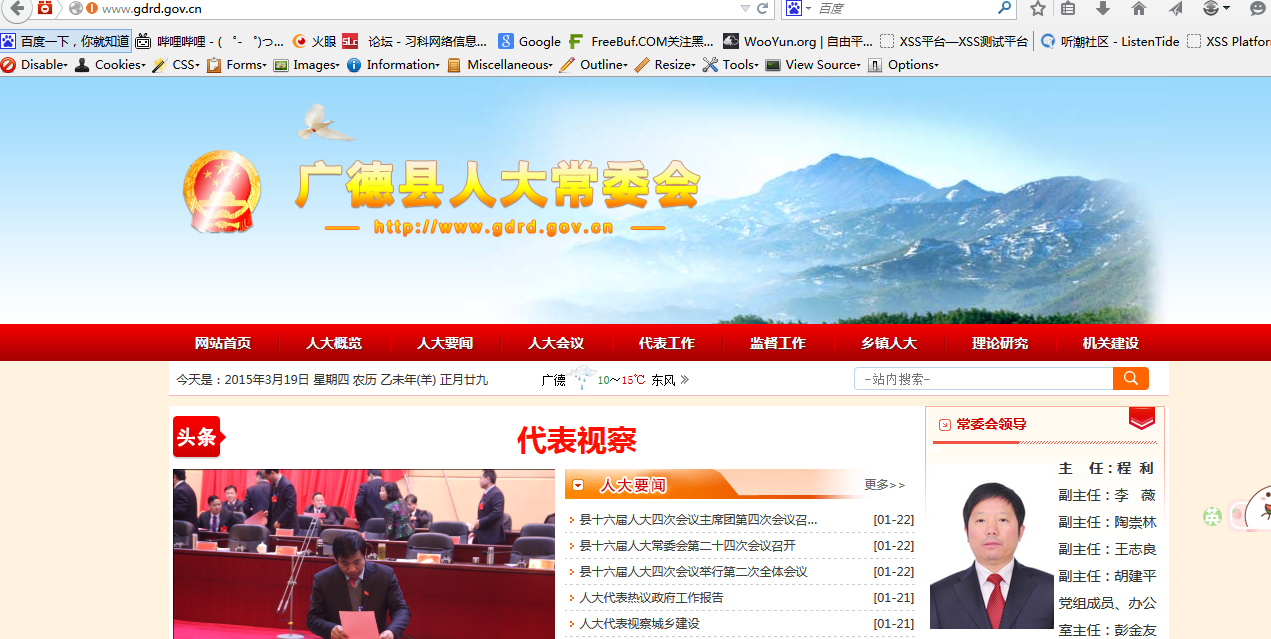 www.gdrd.gov.cn
百度
百度一下，你就知道 哔哩哔哩 - ( ゜- ゜)つ... 火眼 SLC 论坛 - 习科网络信息... Google FreeBuf.COM关注黑... WooYun.org | 自由平... XSS平台—XSS测试平台 听潮社区 - ListenTide XSS Platfor
Disable Cookies CSS Forms Images Information Miscellaneous Outline Resize Tools View Source Options
广德县人大常委会
http://www.gdrd.gov.cn
网站首页 人大概览 人大要闻 人大会议 代表工作 监督工作 乡镇人大 理论研究 机关建设
今天是：2015年3月19日 星期四 农历 乙未年(羊) 正月廿九 广德 10～15℃ 东风 -站内搜索-
头条
代表视察
人大要闻 更多>>
县十六届人大四次会议主席团第四次会议召... [01-22]
县十六届人大常委会第二十四次会议召开 [01-22]
县十六届人大四次会议举行第二次全体会议 [01-22]
人大代表热议政府工作报告 [01-21]
人大代表视察城乡建设 [01-21]
常委会领导
主 任：程 利
副主任：李 薇
副主任：陶崇林
副主任：王志良
副主任：胡建平
党组成员、办公
室主任：彭金友